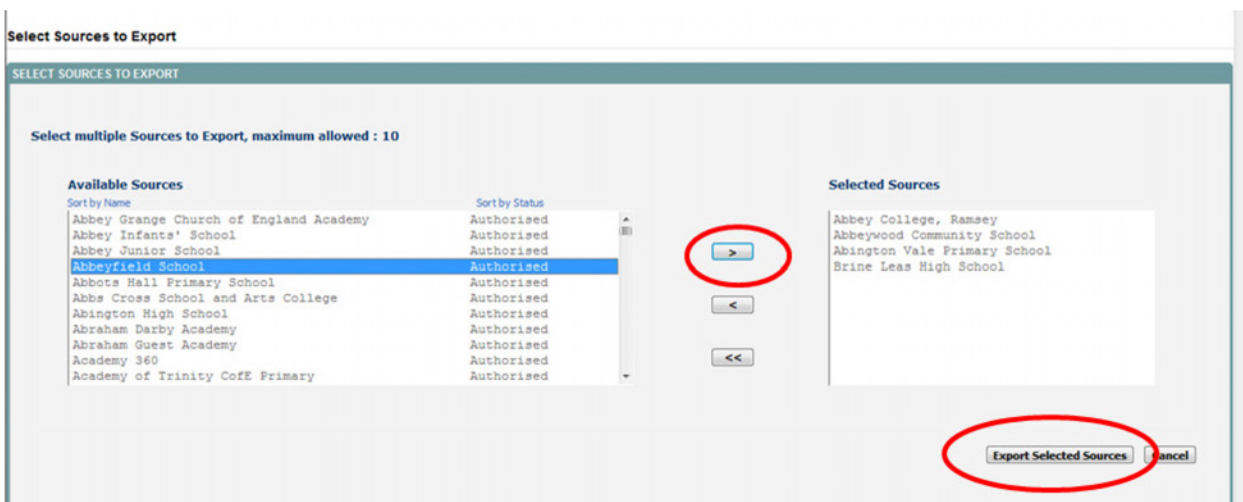 Select Sources to Export
SELECT SOURCES TO EXPORT
Select multiple Sources to Export, maximum allowed : 10
Available Sources
Sort by Name Sort by Status
Abbey Grange Church of England Academy Authorised
Abbey Infants' School Authorised
Abbey Junior School Authorised
Abbeyfield School Authorised
Abbots Hall Primary School Authorised
Abbs Cross School and Arts College Authorised
Abington High School Authorised
Abraham Darby Academy Authorised
Abraham Guest Academy Authorised
Academy 360 Authorised
Academy of Trinity CofE Primary Authorised
>
<
<<
Selected Sources
Abbey College, Ramsey
Abbeywood Community School
Abington Vale Primary School
Brine Leas High School
Export Selected Sources Cancel